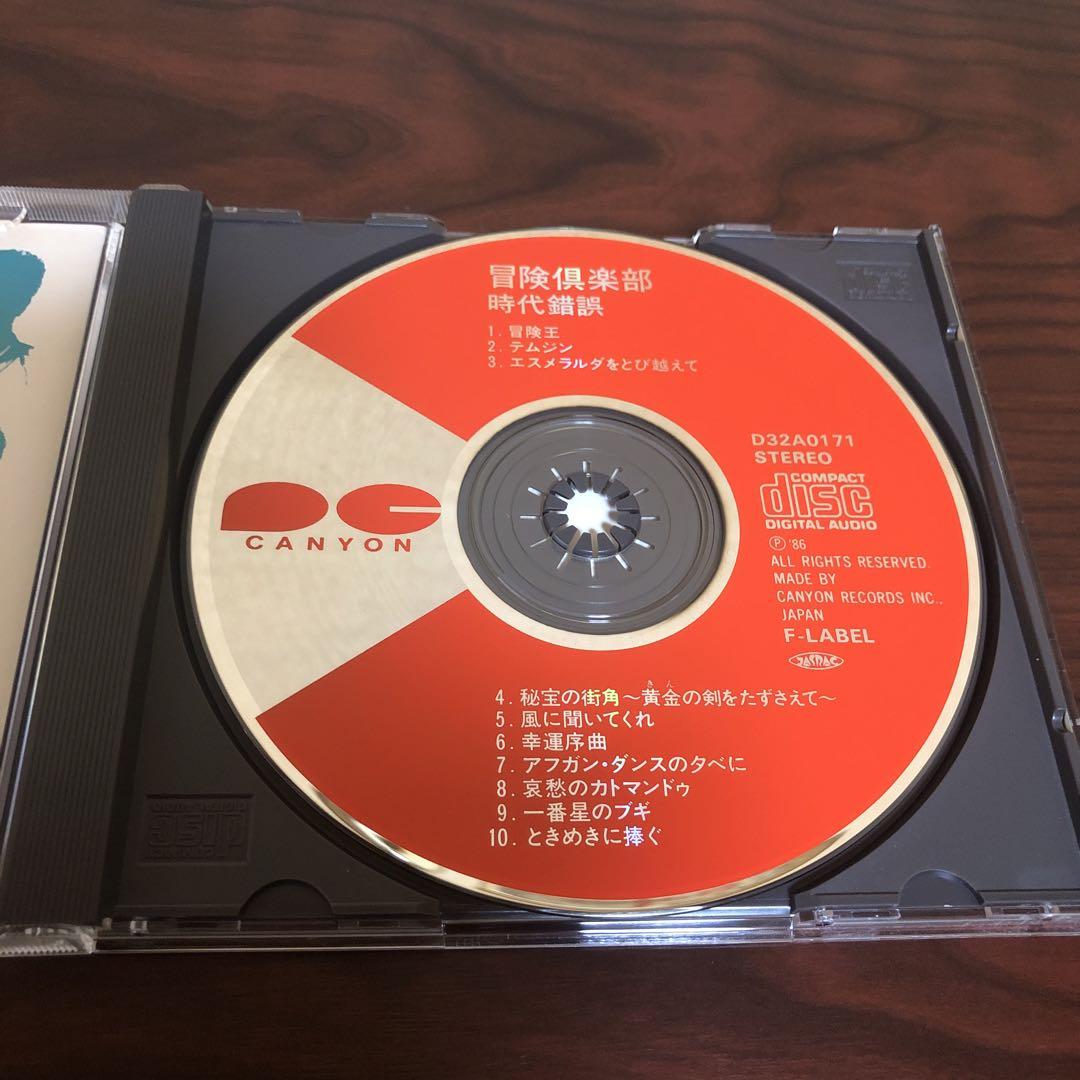 冒険倶楽部
時代錯誤
1. 冒険王
2. テムジン
3. エスメラルダをとび越えて
D32A0171
STEREO
COMPACT
disc
DIGITAL AUDIO
CANYON
Ⓟ '86
ALL RIGHTS RESERVED.
MADE BY
CANYON RECORDS INC.,
JAPAN
F-LABEL
JASRAC
きん
4. 秘宝の街角〜黄金の剣をたずさえて〜
5. 風に聞いてくれ
6. 幸運序曲
7. アフガン・ダンスの夕べに
8. 哀愁のカトマンドゥ
9. 一番星のブギ
10. ときめきに捧ぐ